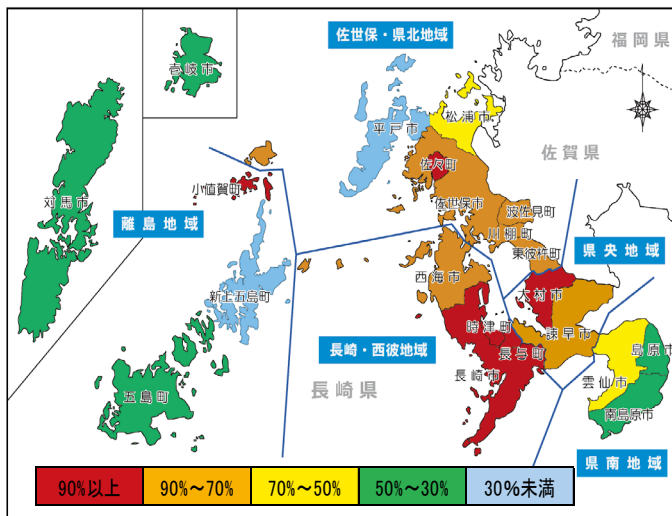 佐世保・県北地域
福岡県
壱岐市
松浦市
平戸市
佐賀県
佐々町
対馬市
小値賀町
離島地域
佐世保市
波佐見町
川棚町
東彼杵町
県央地域
西海市
新上五島町
大村市
時津町
諫早市
長崎・西彼地域
長与町
島原市
長崎市
雲仙市
長崎県
五島町
南島原市
県南地域
90%以上
90%～70%
70%～50%
50%～30%
30%未満